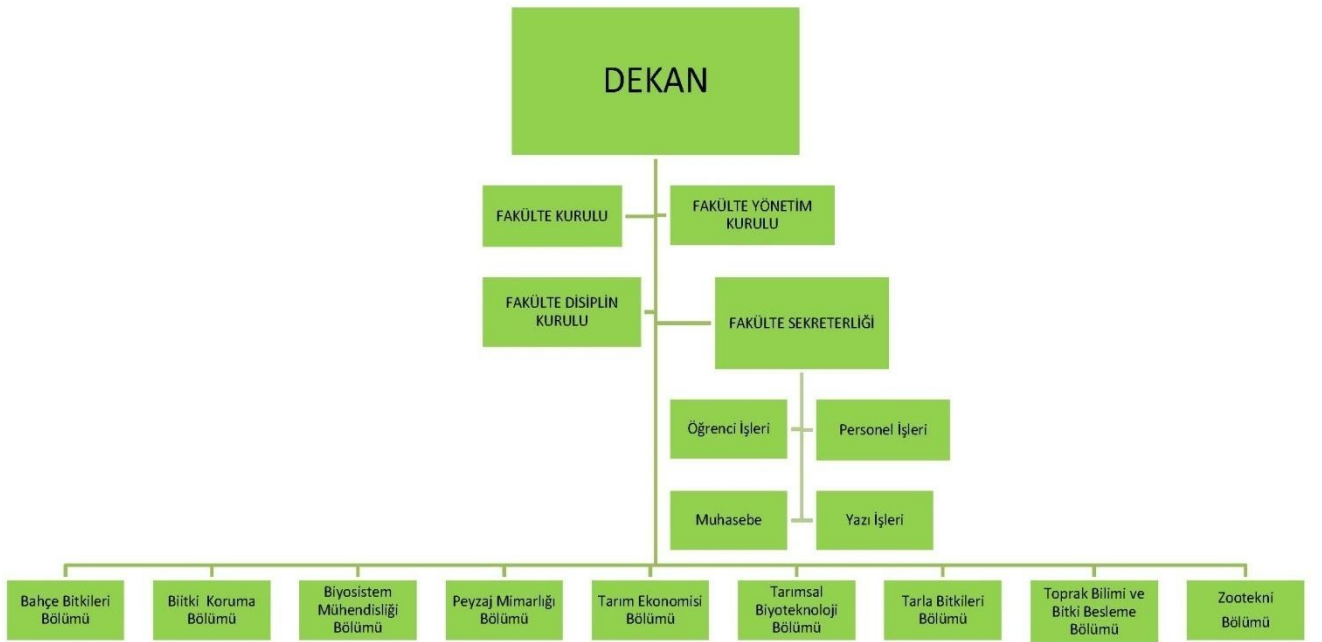 DEKAN
FAKÜLTE KURULU
FAKÜLTE YÖNETİM
KURULU
FAKÜLTE DİSİPLİN
KURULU
FAKÜLTE SEKRETERLİĞİ
Öğrenci İşleri
Personel İşleri
Muhasebe
Yazı İşleri
Bahçe Bitkileri
Bölümü
Biitki Koruma
Bölümü
Biyosistem
Mühendisliği
Bölümü
Peyzaj Mimarlığı
Bölümü
Tarım Ekonomisi
Bölümü
Tarımsal
Biyoteknoloji
Bölümü
Tarla Bitkileri
Bölümü
Toprak Bilimi ve
Bitki Besleme
Bölümü
Zootekni
Bölümü